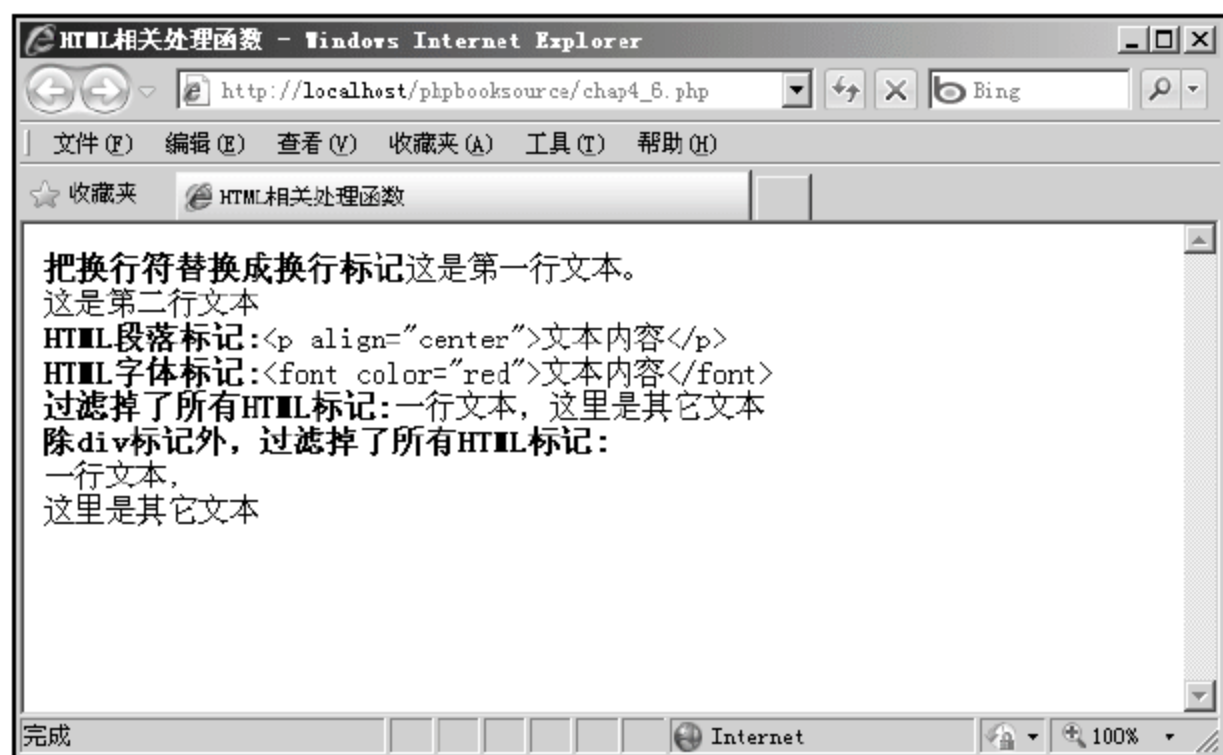 HTML相关处理函数 - Windows Internet Explorer
http://localhost/phpbooksource/chap4_6.php Bing
文件(F) 编辑(E) 查看(V) 收藏夹(A) 工具(T) 帮助(H)
收藏夹 HTML相关处理函数
把换行符替换成换行标记这是第一行文本。
这是第二行文本
HTML段落标记:<p align="center">文本内容</p>
HTML字体标记:<font color="red">文本内容</font>
过滤掉了所有HTML标记:一行文本，这里是其它文本
除div标记外，过滤掉了所有HTML标记:
一行文本，
这里是其它文本
完成 Internet 100%